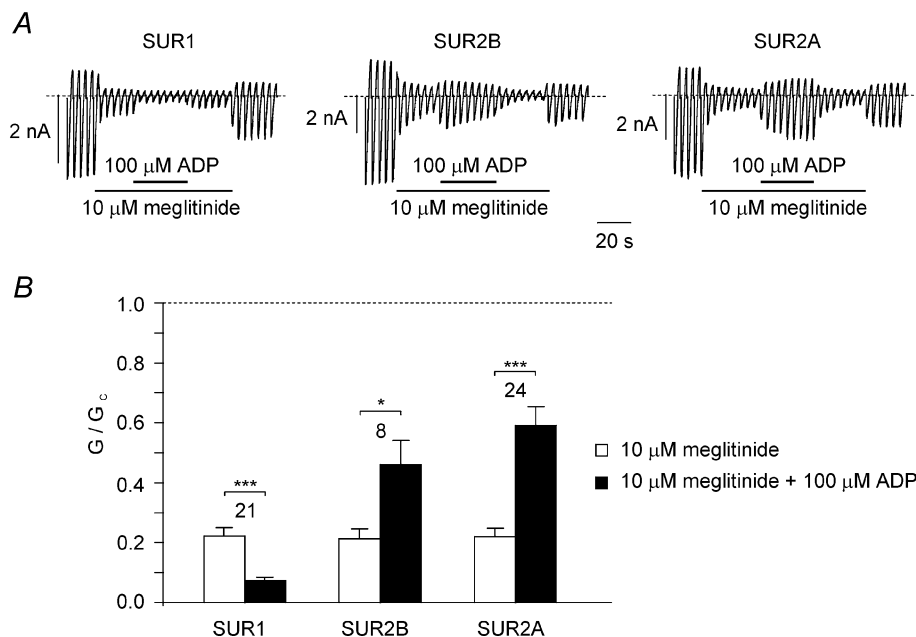 A
SUR1
SUR2B
SUR2A
2 nA
2 nA
2 nA
100 μM ADP
100 μM ADP
100 μM ADP
10 μM meglitinide
10 μM meglitinide
10 μM meglitinide
20 s
B
1.0
0.8
0.6
0.4
0.2
0.0
G / Gc
***
21
*
8
***
24
10 μM meglitinide
10 μM meglitinide + 100 μM ADP
SUR1
SUR2B
SUR2A